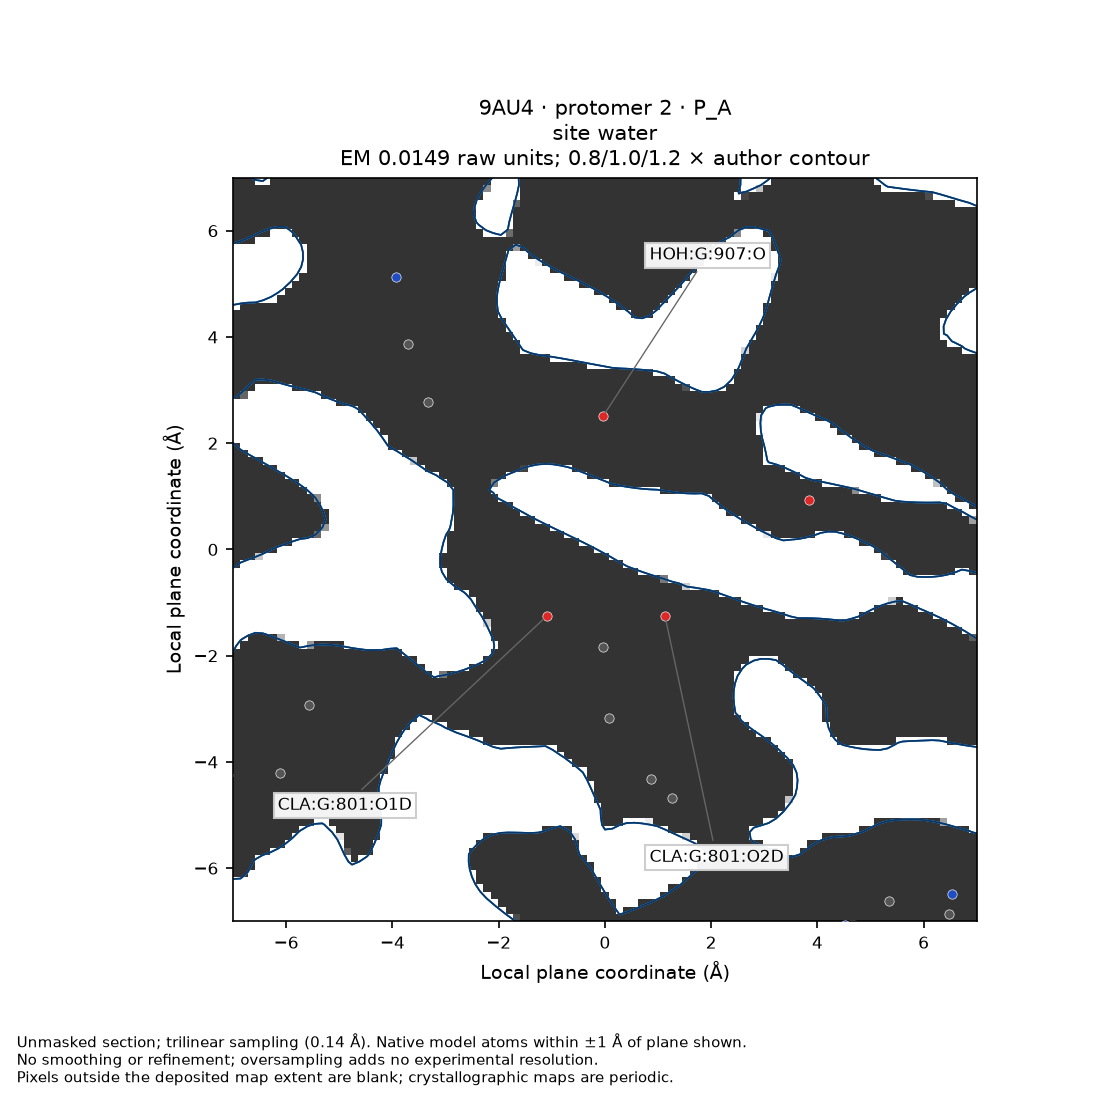 9AU4 · protomer 2 · P_A
site water
EM 0.0149 raw units; 0.8/1.0/1.2 × author contour
HOH:G:907:O
CLA:G:801:O1D
CLA:G:801:O2D
6
4
2
0
−2
−4
−6
Local plane coordinate (Å)
−6 −4 −2 0 2 4 6
Local plane coordinate (Å)
Unmasked section; trilinear sampling (0.14 Å). Native model atoms within ±1 Å of plane shown.
No smoothing or refinement; oversampling adds no experimental resolution.
Pixels outside the deposited map extent are blank; crystallographic maps are periodic.